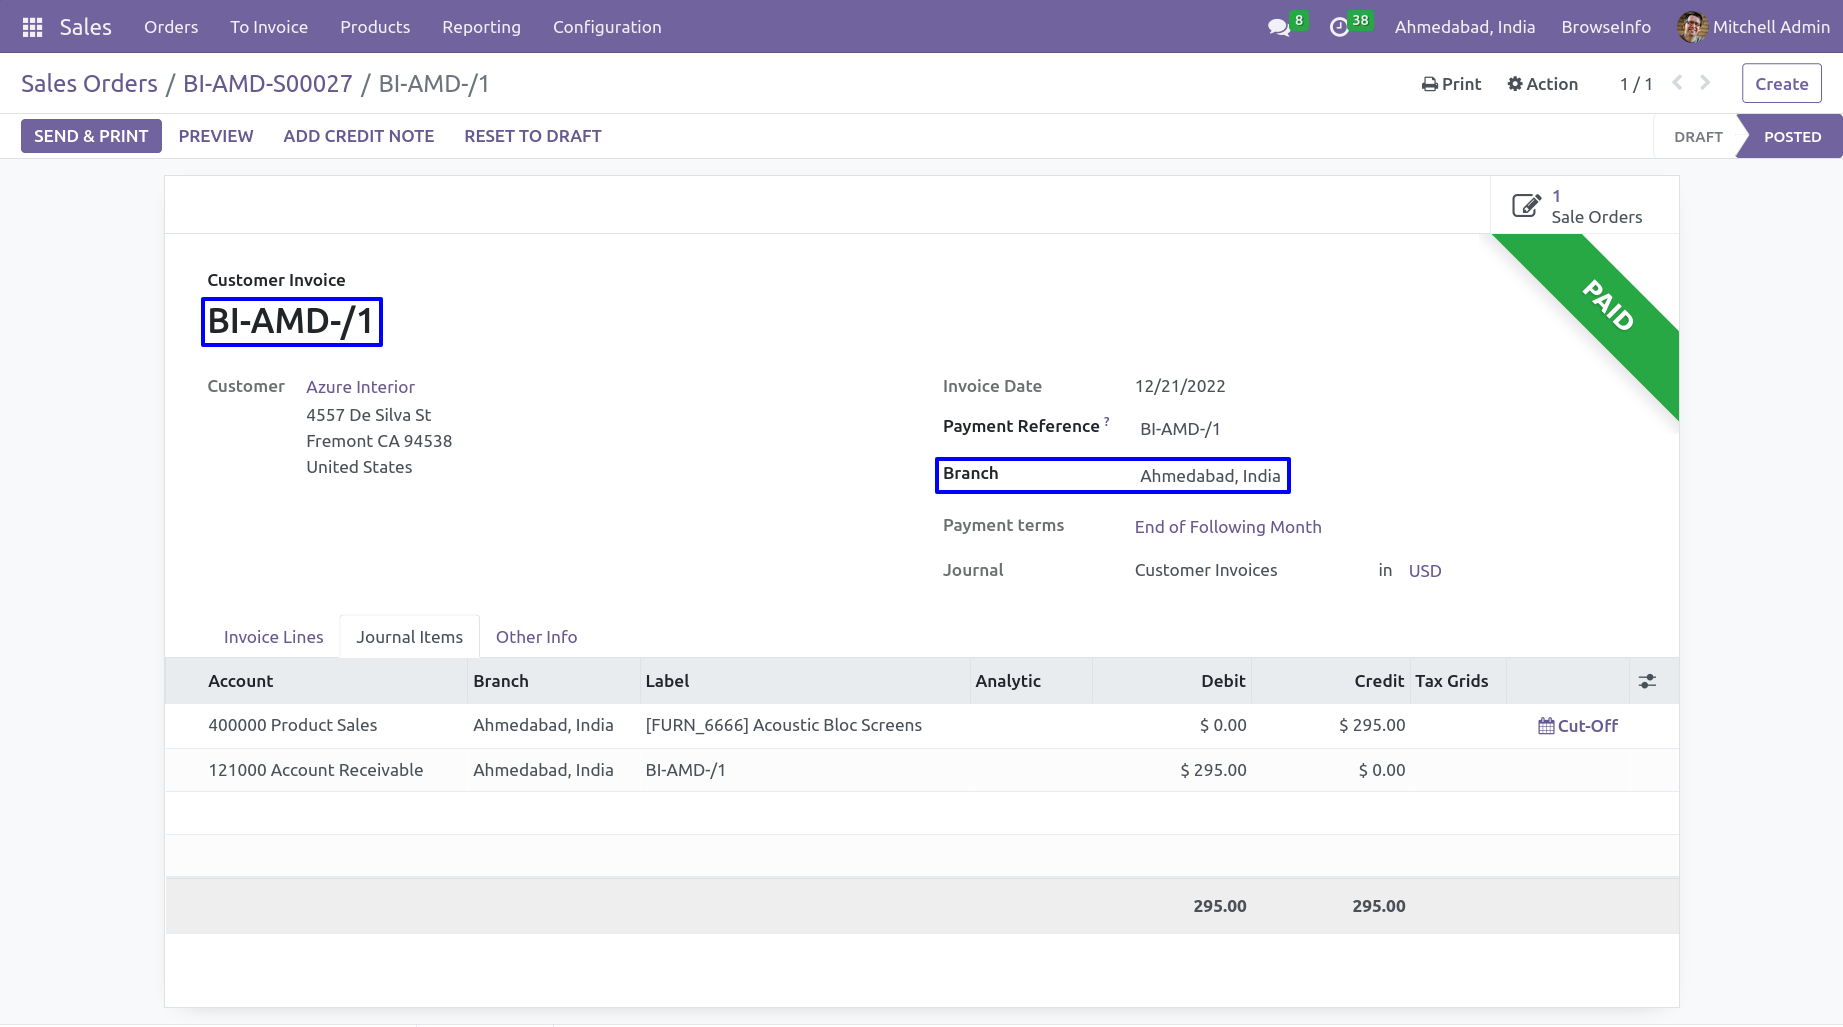 Sales Orders To Invoice Products Reporting Configuration 8 38 Ahmedabad, India BrowseInfo Mitchell Admin
Sales Orders / BI-AMD-S00027 / BI-AMD-/1 Print Action 1 / 1 Create
SEND & PRINT PREVIEW ADD CREDIT NOTE RESET TO DRAFT DRAFT POSTED
1
Sale Orders
PAID
Customer Invoice
BI-AMD-/1
Customer Azure Interior
4557 De Silva St
Fremont CA 94538
United States
Invoice Date 12/21/2022
Payment Reference ? BI-AMD-/1
Branch Ahmedabad, India
Payment terms End of Following Month
Journal Customer Invoices in USD
Invoice Lines Journal Items Other Info
Account Branch Label Analytic Debit Credit Tax Grids
400000 Product Sales Ahmedabad, India [FURN_6666] Acoustic Bloc Screens $ 0.00 $ 295.00 Cut-Off
121000 Account Receivable Ahmedabad, India BI-AMD-/1 $ 295.00 $ 0.00
295.00 295.00